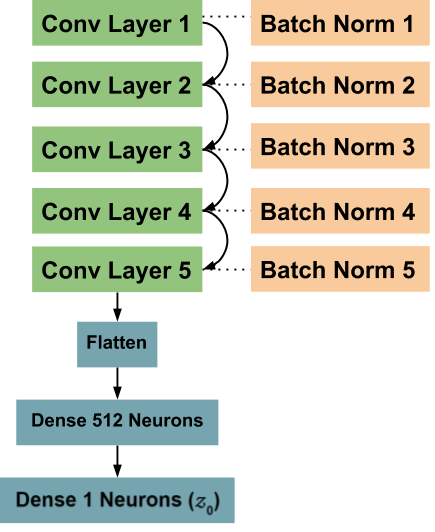 Conv Layer 1 Batch Norm 1
Conv Layer 2 Batch Norm 2
Conv Layer 3 Batch Norm 3
Conv Layer 4 Batch Norm 4
Conv Layer 5 Batch Norm 5
Flatten
Dense 512 Neurons
Dense 1 Neurons (z₀)